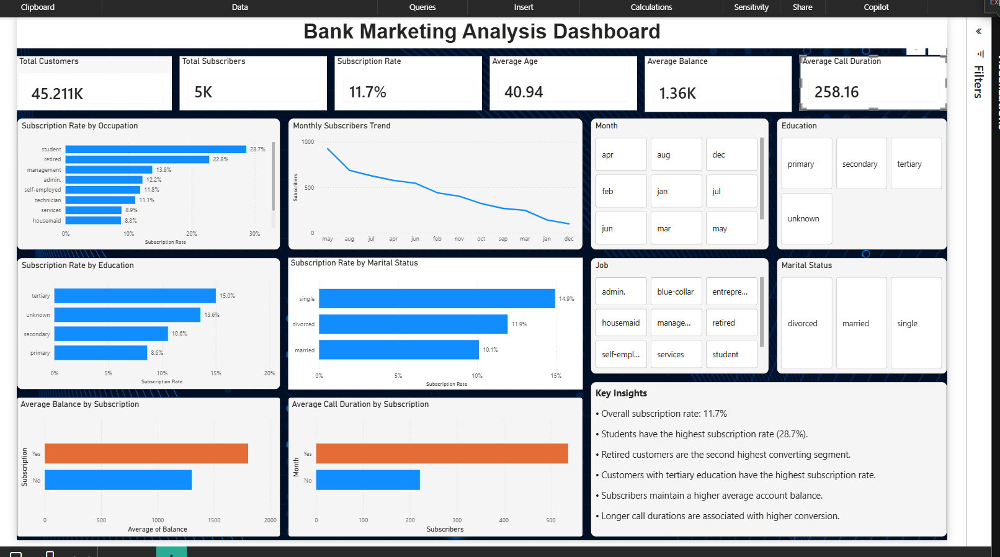 Clipboard Data Queries Insert Calculations Sensitivity Share Copilot
Bank Marketing Analysis Dashboard
Total Customers
45.211K
Total Subscribers
5K
Subscription Rate
11.7%
Average Age
40.94
Average Balance
1.36K
Average Call Duration
258.16
Filters
Subscription Rate by Occupation
student 28.7%
retired 22.8%
management 13.8%
admin. 12.2%
self-employed 11.8%
technician 11.1%
services 8.9%
housemaid 8.8%
0% 10% 20% 30%
Subscription Rate
Monthly Subscribers Trend
1000
500
0
Subscribers
may aug jul apr jun feb nov oct sep mar jan dec
Month
apr aug dec
feb jan jul
jun mar may
Education
primary secondary tertiary
unknown
Subscription Rate by Education
tertiary 15.0%
unknown 13.6%
secondary 10.6%
primary 8.6%
0% 5% 10% 15% 20%
Subscription Rate
Subscription Rate by Marital Status
single 14.9%
divorced 11.9%
married 10.1%
0% 5% 10% 15%
Subscription Rate
Job
admin. blue-collar entrepre...
housemaid manage... retired
self-empl... services student
Marital Status
divorced married single
Average Balance by Subscription
Subscription
Yes
No
0 500 1000 1500 2000
Average of Balance
Average Call Duration by Subscription
Month
Yes
No
0 100 200 300 400 500
Subscribers
Key Insights
• Overall subscription rate: 11.7%
• Students have the highest subscription rate (28.7%).
• Retired customers are the second highest converting segment.
• Customers with tertiary education have the highest subscription rate.
• Subscribers maintain a higher average account balance.
• Longer call durations are associated with higher conversion.